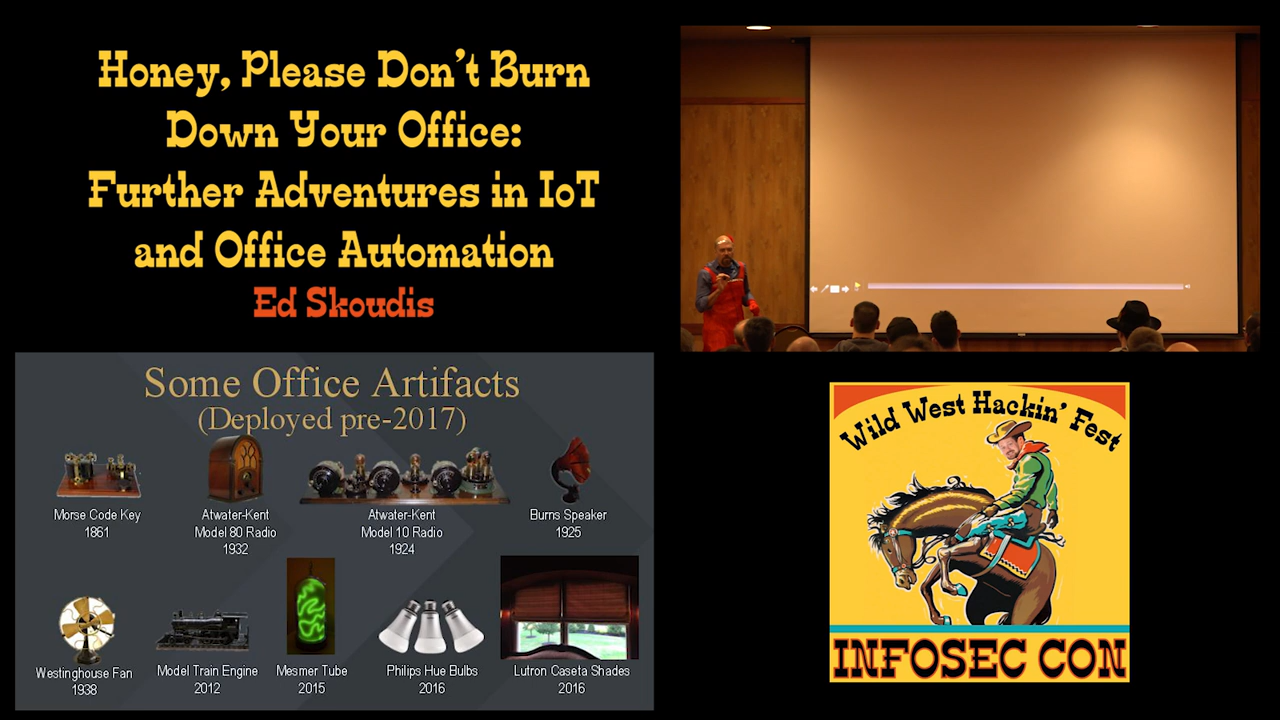 Honey, Please Don't Burn
Down Your Office:
Further Adventures in IoT
and Office Automation
Ed Skoudis
Some Office Artifacts
(Deployed pre-2017)
Morse Code Key
1861
Atwater-Kent
Model 80 Radio
1932
Atwater-Kent
Model 10 Radio
1924
Burns Speaker
1925
Westinghouse Fan
1938
Model Train Engine
2012
Mesmer Tube
2015
Philips Hue Bulbs
2016
Lutron Caseta Shades
2016
Wild West Hackin' Fest
INFOSEC CON